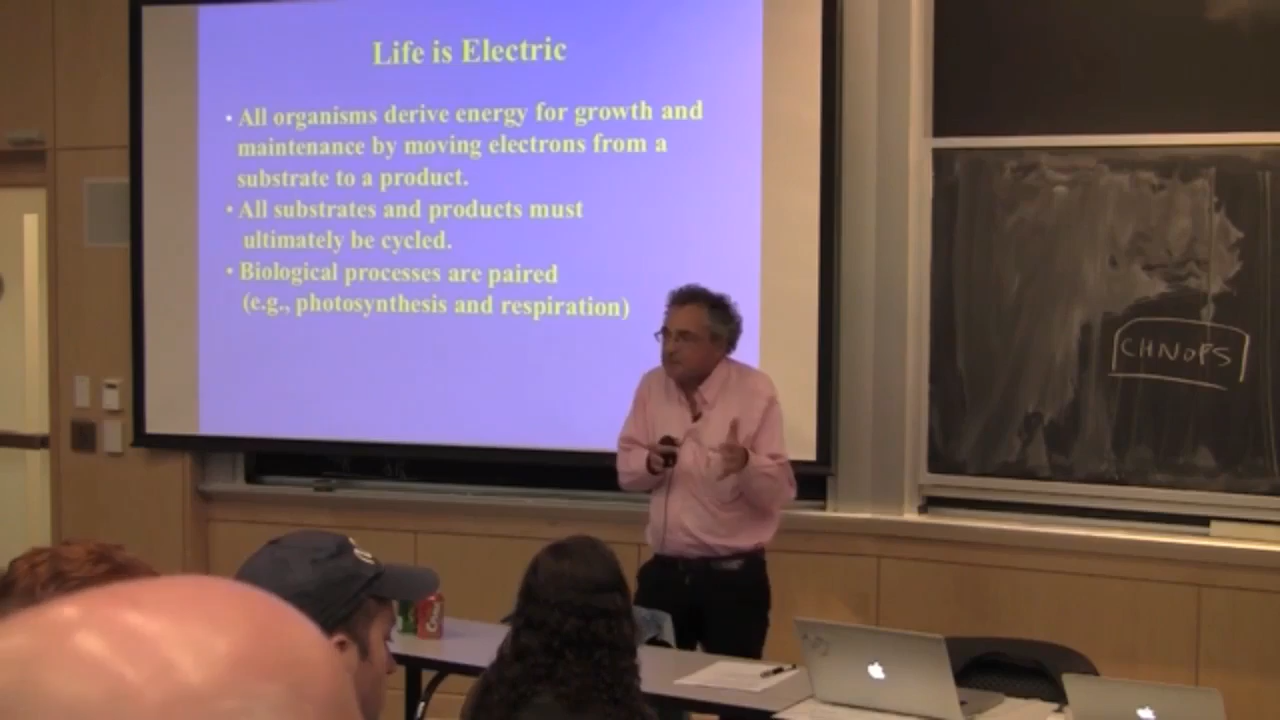 Life is Electric
• All organisms derive energy for growth and
maintenance by moving electrons from a
substrate to a product.
• All substrates and products must
ultimately be cycled.
• Biological processes are paired
(e.g., photosynthesis and respiration)
CHNOPS